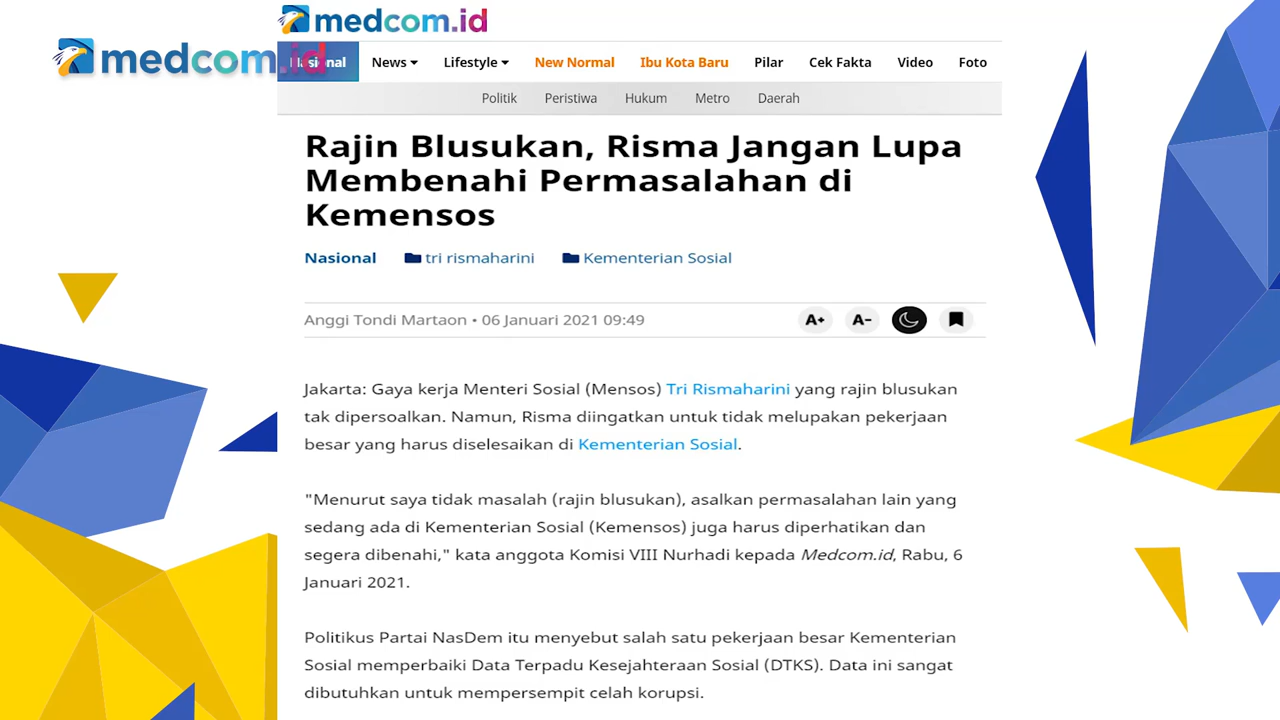 medcom.id
medcom.id
Nasional News Lifestyle New Normal Ibu Kota Baru Pilar Cek Fakta Video Foto
Politik Peristiwa Hukum Metro Daerah
Rajin Blusukan, Risma Jangan Lupa
Membenahi Permasalahan di
Kemensos
Nasional tri rismaharini Kementerian Sosial
Anggi Tondi Martaon • 06 Januari 2021 09:49 A+ A-
Jakarta: Gaya kerja Menteri Sosial (Mensos) Tri Rismaharini yang rajin blusukan
tak dipersoalkan. Namun, Risma diingatkan untuk tidak melupakan pekerjaan
besar yang harus diselesaikan di Kementerian Sosial.
"Menurut saya tidak masalah (rajin blusukan), asalkan permasalahan lain yang
sedang ada di Kementerian Sosial (Kemensos) juga harus diperhatikan dan
segera dibenahi," kata anggota Komisi VIII Nurhadi kepada Medcom.id, Rabu, 6
Januari 2021.
Politikus Partai NasDem itu menyebut salah satu pekerjaan besar Kementerian
Sosial memperbaiki Data Terpadu Kesejahteraan Sosial (DTKS). Data ini sangat
dibutuhkan untuk mempersempit celah korupsi.